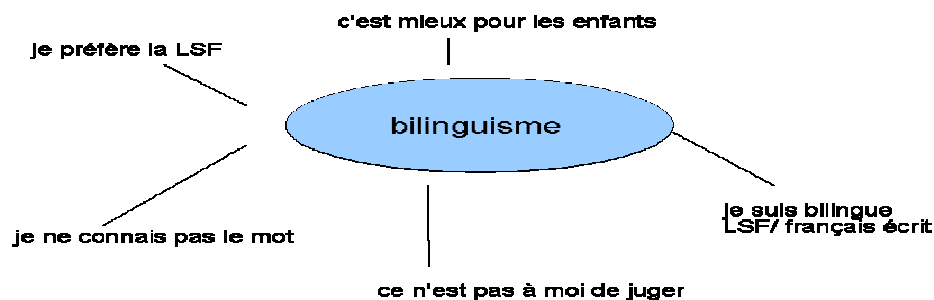 c'est mieux pour les enfants
je préfère la LSF
bilinguisme
je suis bilingue
LSF/ français écrit
je ne connais pas le mot
ce n'est pas à moi de juger